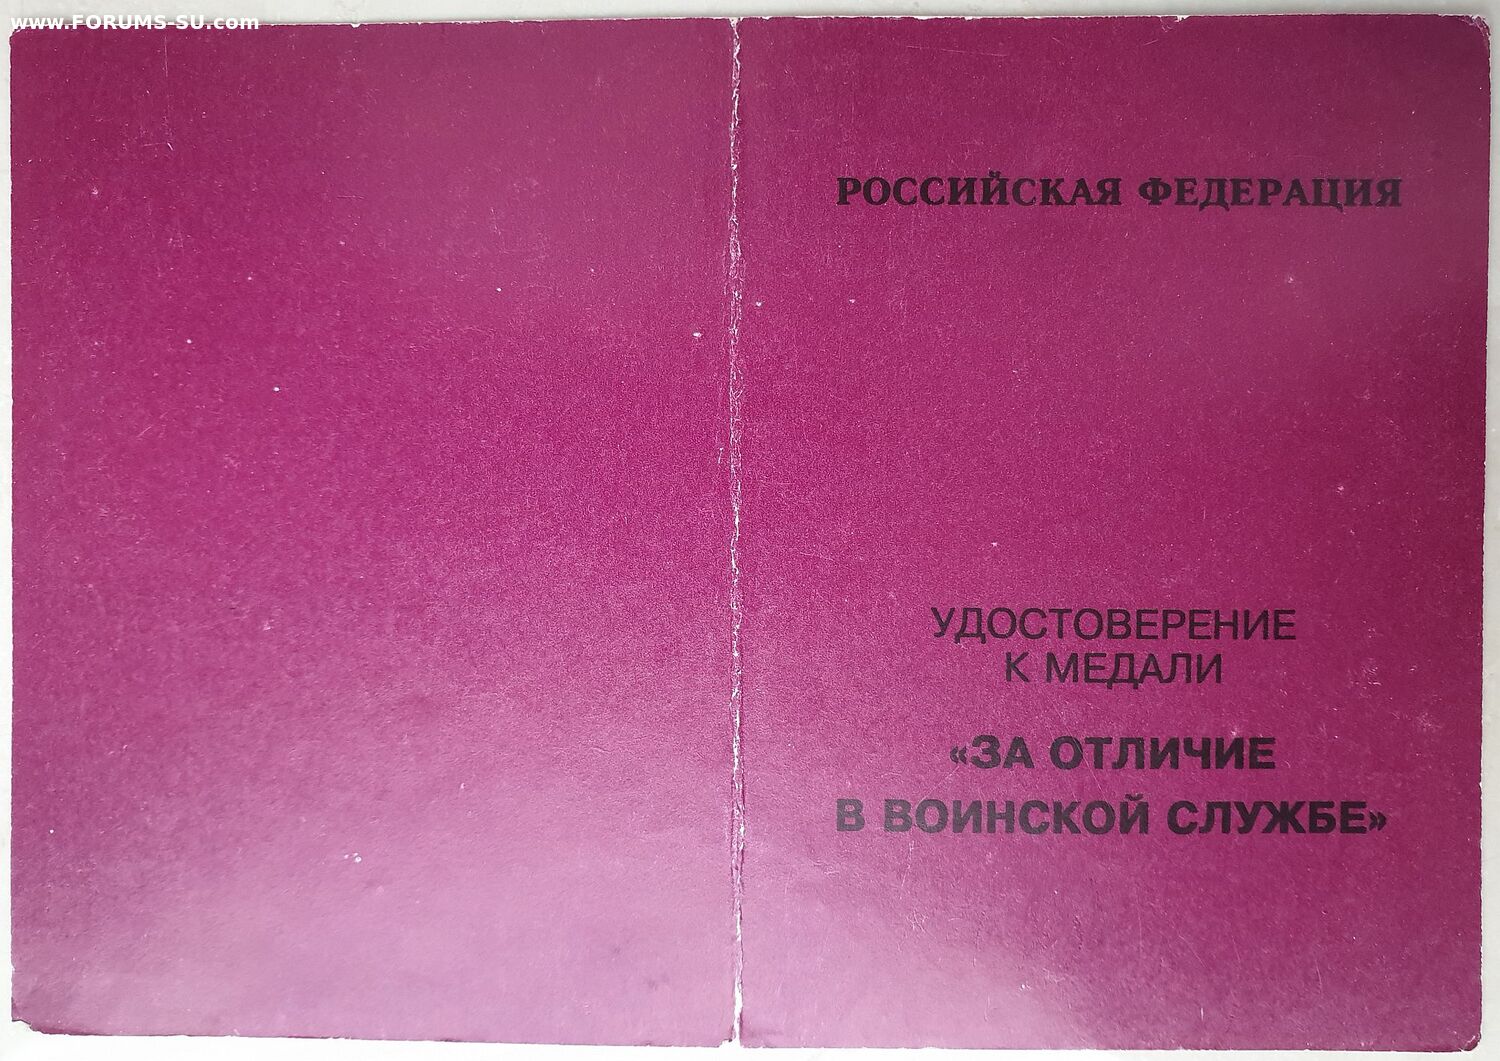 www.FORUMS-SU.com
РОССИЙСКАЯ ФЕДЕРАЦИЯ
УДОСТОВЕРЕНИЕ
К МЕДАЛИ
«ЗА ОТЛИЧИЕ
В ВОИНСКОЙ СЛУЖБЕ»